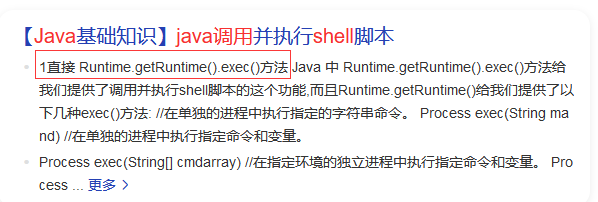 【Java基础知识】java调用并执行shell脚本
1直接 Runtime.getRuntime().exec()方法 Java 中 Runtime.getRuntime().exec()方法给
我们提供了调用并执行shell脚本的这个功能,而且Runtime.getRuntime()给我们提供了以
下几种exec()方法: //在单独的进程中执行指定的字符串命令。 Process exec(String ma
nd) //在单独的进程中执行指定命令和变量。
Process exec(String[] cmdarray) //在指定环境的独立进程中执行指定命令和变量。 Pro
cess ... 更多 >